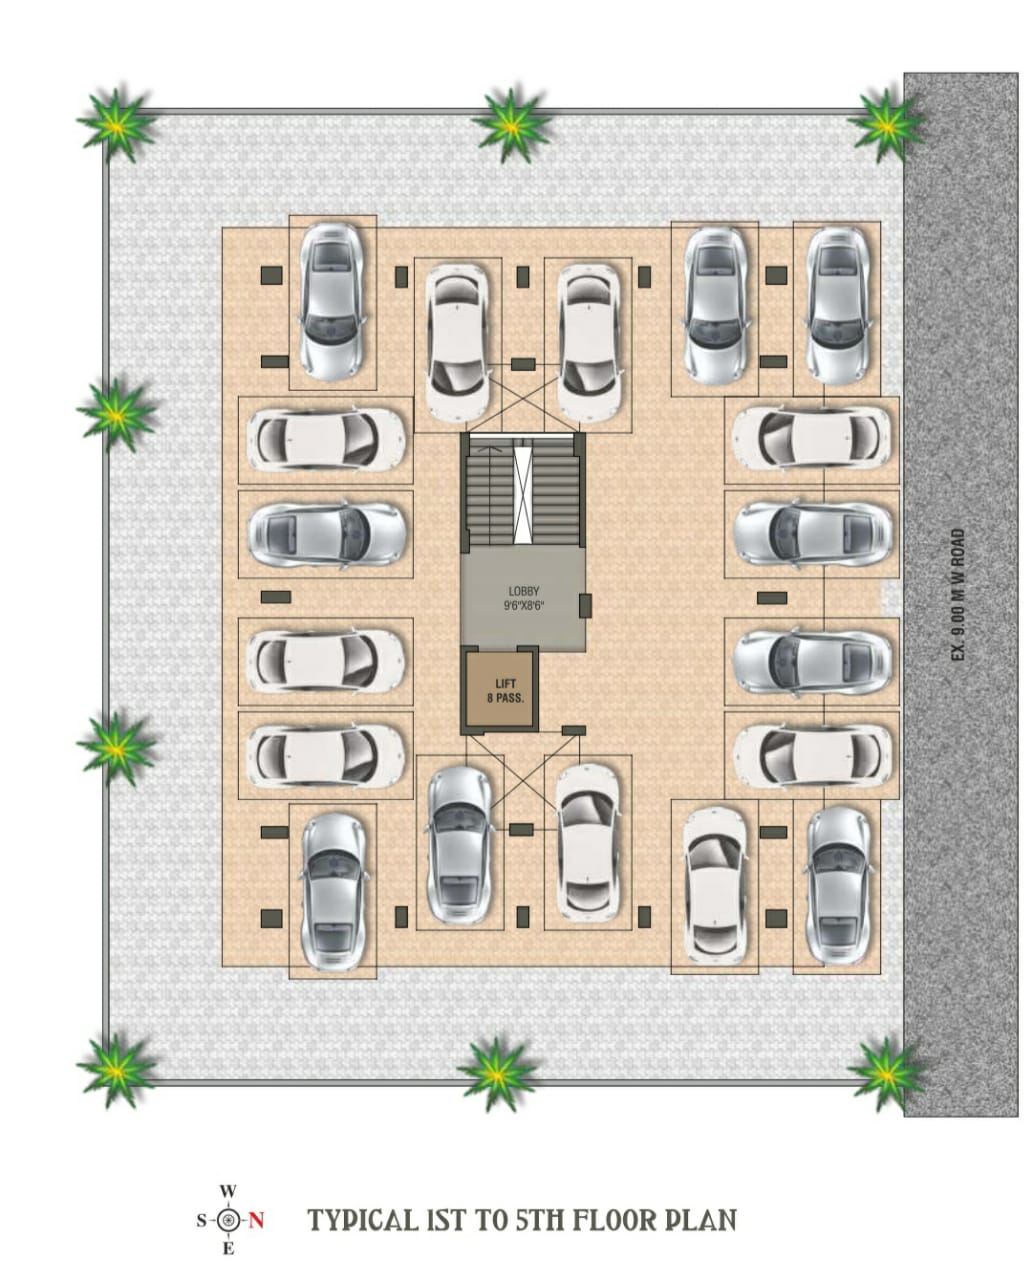 EX. 9.00 M W ROAD
LOBBY
9'6"X8'6"
LIFT
8 PASS.
W
S N
E
TYPICAL 1ST TO 5TH FLOOR PLAN